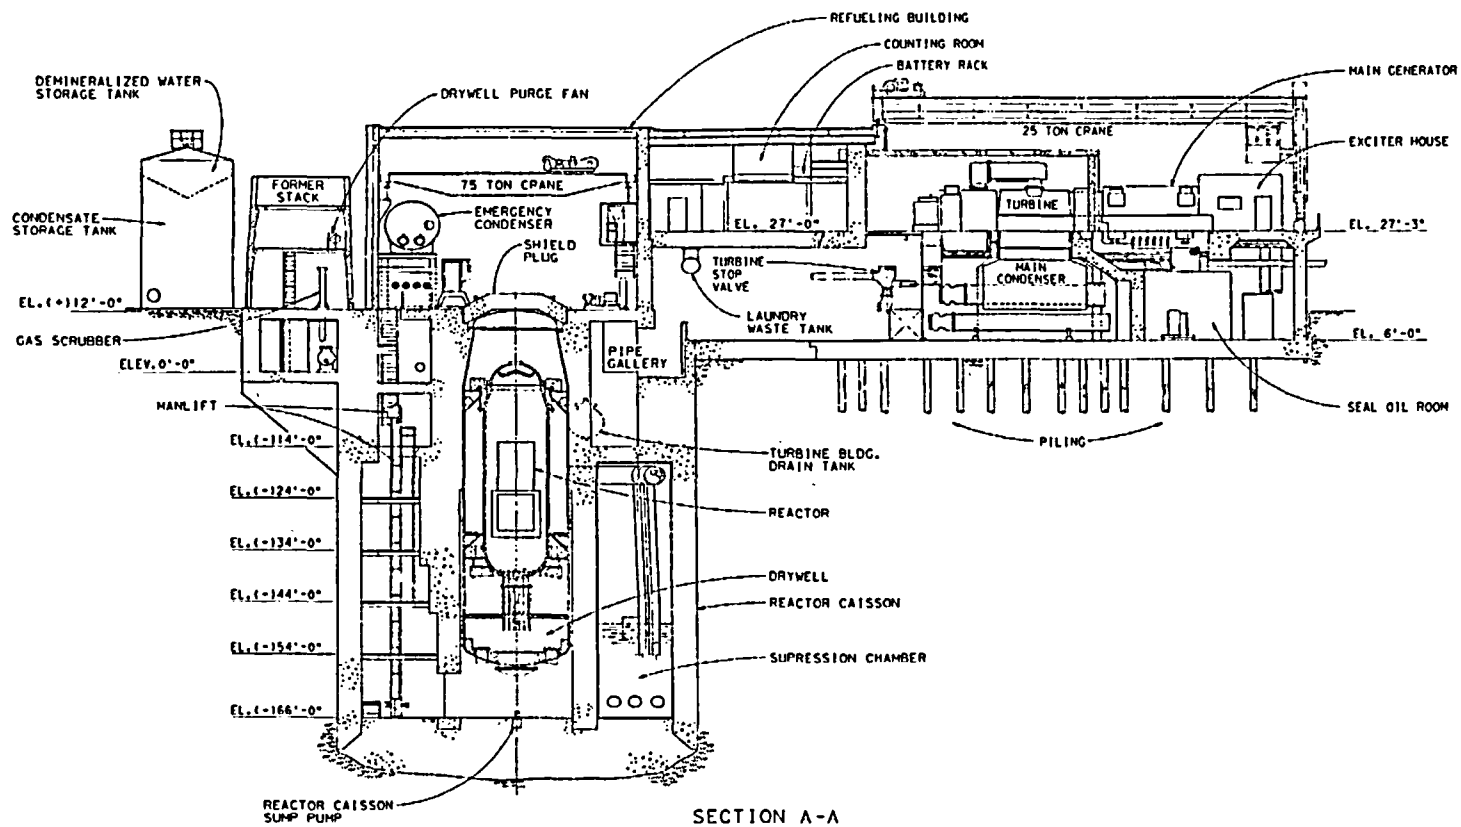 REFUELING BUILDING
COUNTING ROOM
BATTERY RACK
MAIN GENERATOR
DEMINERALIZED WATER
STORAGE TANK
DRYWELL PURGE FAN
25 TON CRANE
EXCITER HOUSE
FORMER
STACK
75 TON CRANE
TURBINE
CONDENSATE
STORAGE TANK
EMERGENCY
CONDENSER
EL. 27'-0"
EL. 27'-3"
SHIELD
PLUG
TURBINE
STOP
VALVE
MAIN
CONDENSER
EL.(+)12'-0"
LAUNDRY
WASTE TANK
GAS SCRUBBER
EL. 6'-0"
PIPE
GALLERY
ELEV.0'-0"
MANLIFT
SEAL OIL ROOM
EL.(-)14'-0"
PILING
TURBINE BLDG.
DRAIN TANK
EL.(-)24'-0"
REACTOR
EL.(-)34'-0"
DRYWELL
EL.(-)44'-0"
REACTOR CAISSON
EL.(-)54'-0"
SUPRESSION CHAMBER
EL.(-)66'-0"
REACTOR CAISSON
SUMP PUMP
SECTION A-A